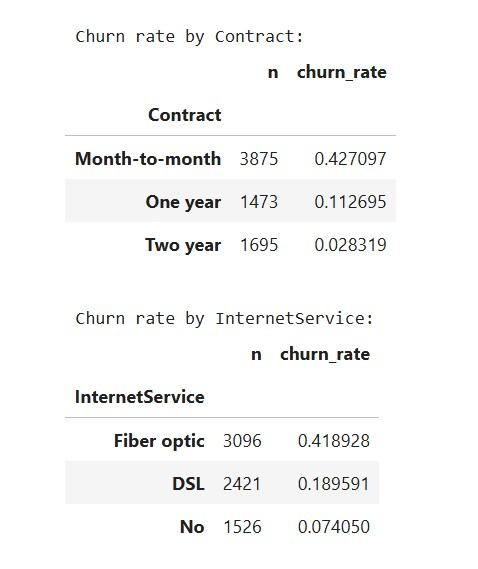 Churn rate by Contract:
n churn_rate
Contract
Month-to-month 3875 0.427097
One year 1473 0.112695
Two year 1695 0.028319
Churn rate by InternetService:
n churn_rate
InternetService
Fiber optic 3096 0.418928
DSL 2421 0.189591
No 1526 0.074050